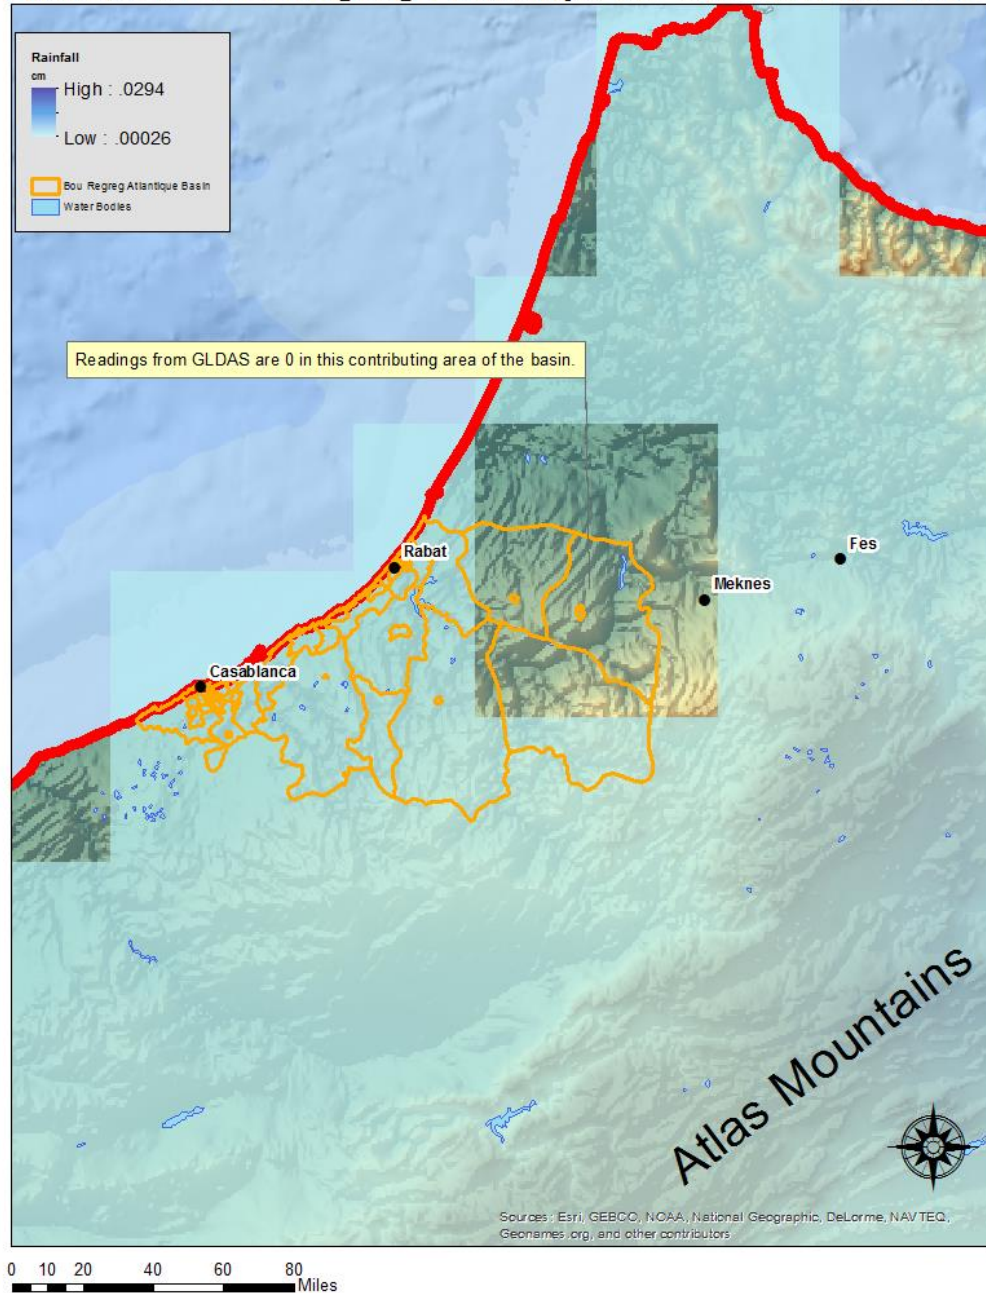 Rainfall
cm
High : .0294
Low : .00026
Bou Regreg Atlantique Basin
Water Bodies
Readings from GLDAS are 0 in this contributing area of the basin.
Rabat
Fes
Meknes
Casablanca
Atlas Mountains
Sources: Esri, GEBCO, NOAA, National Geographic, DeLorme, NAVTEQ,
Geonames.org, and other contributors
0 10 20 40 60 80
Miles